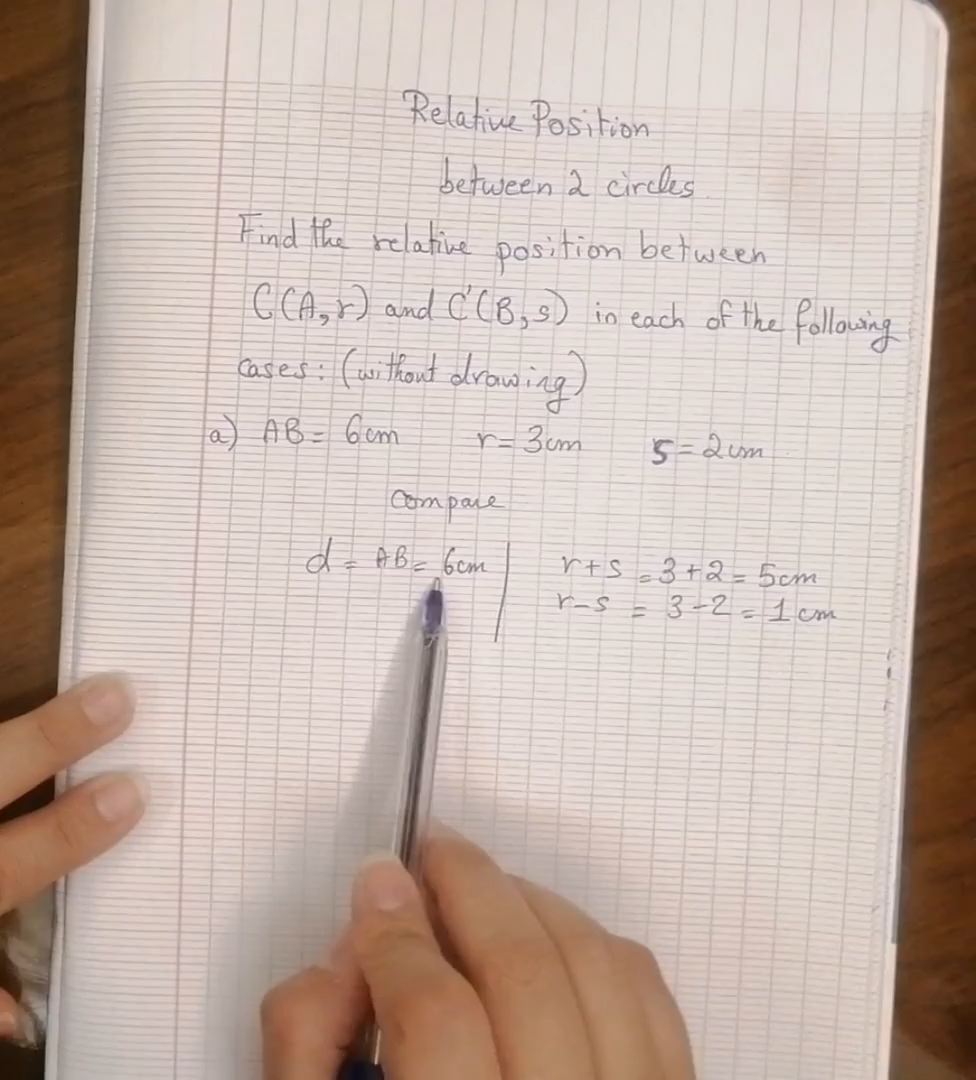 Relative Position
between 2 circles.
Find the relative position between
C(A,r) and C'(B,s) in each of the following
cases: (without drawing)
a) AB = 6cm r = 3cm s = 2cm
Compare
d = AB = 6cm | r+s = 3+2 = 5cm
r-s = 3-2 = 1cm